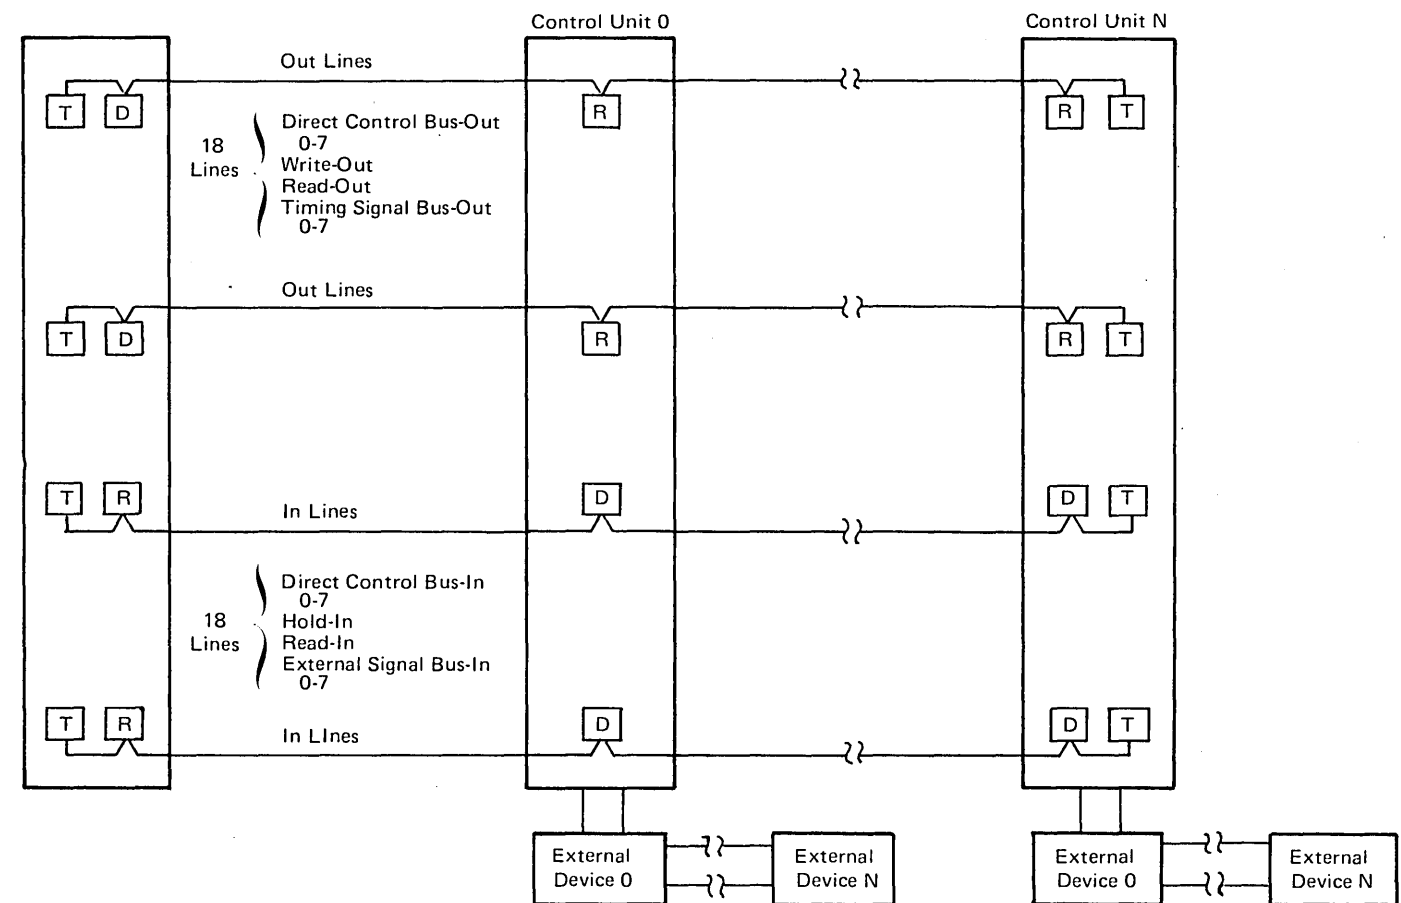 Control Unit 0
Control Unit N
Out Lines
T
D
R
R
T
18
Lines
Direct Control Bus-Out
0-7
Write-Out
Read-Out
Timing Signal Bus-Out
0-7
Out Lines
T
D
R
R
T
T
R
In Lines
D
D
T
18
Lines
Direct Control Bus-In
0-7
Hold-In
Read-In
External Signal Bus-In
0-7
T
R
In LInes
D
D
T
External
Device 0
External
Device N
External
Device 0
External
Device N